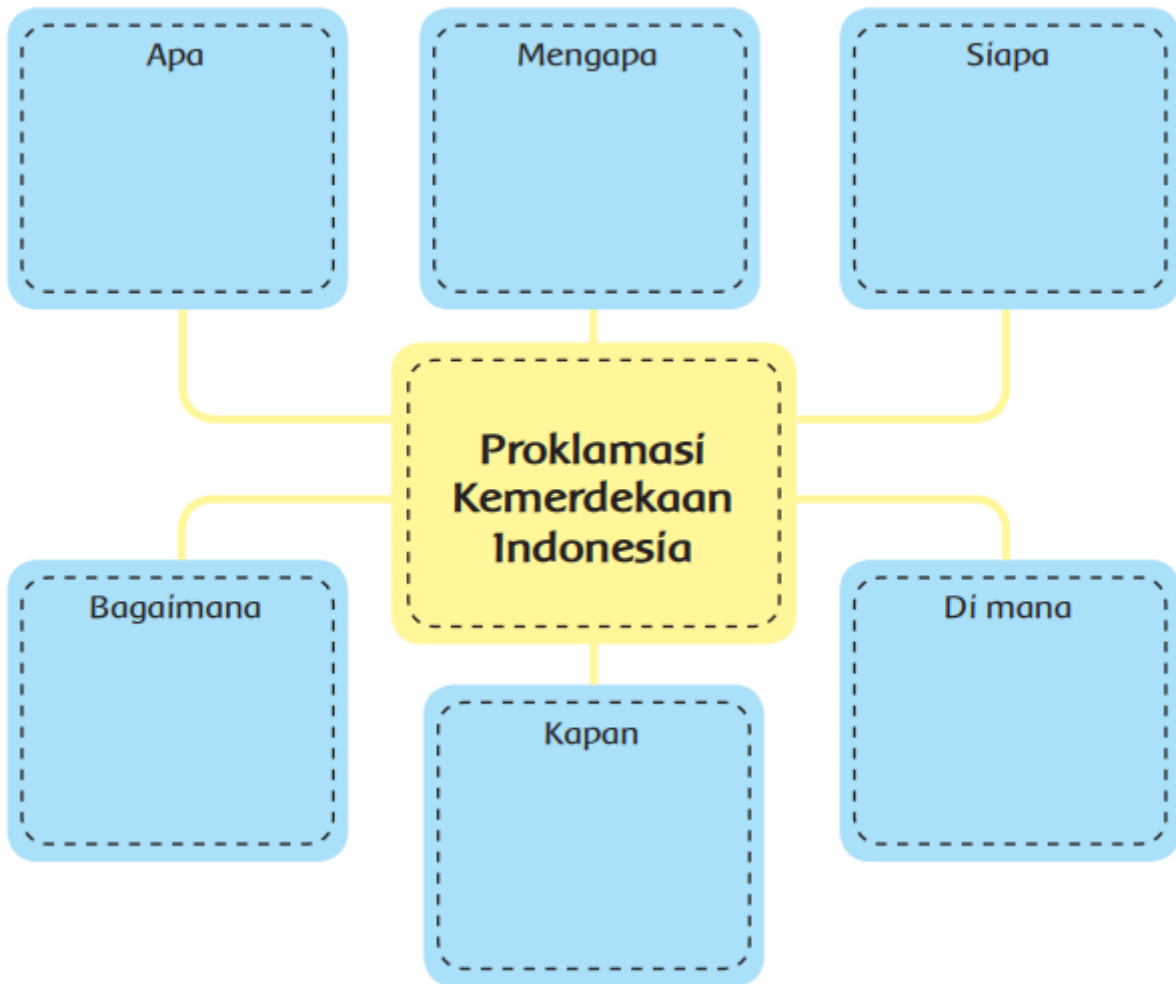 Apa
Mengapa
Siapa
Proklamasi
Kemerdekaan
Indonesia
Bagaimana
Di mana
Kapan